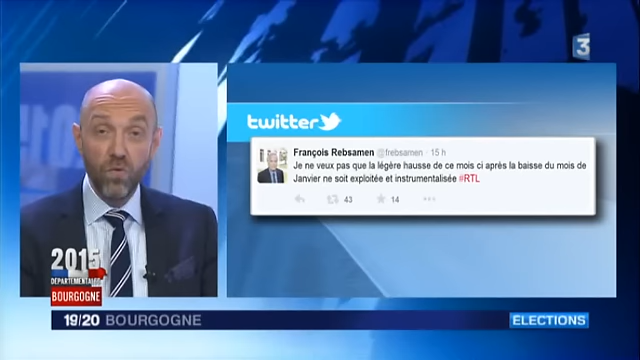 3
twitter
François Rebsamen @frebsamen · 15 h
Je ne veux pas que la légère hausse de ce mois ci après la baisse du mois de
Janvier ne soit exploitée et instrumentalisée #RTL
43
14
2015
DÉPARTEMENTALES
BOURGOGNE
19/20 BOURGOGNE
ELECTIONS